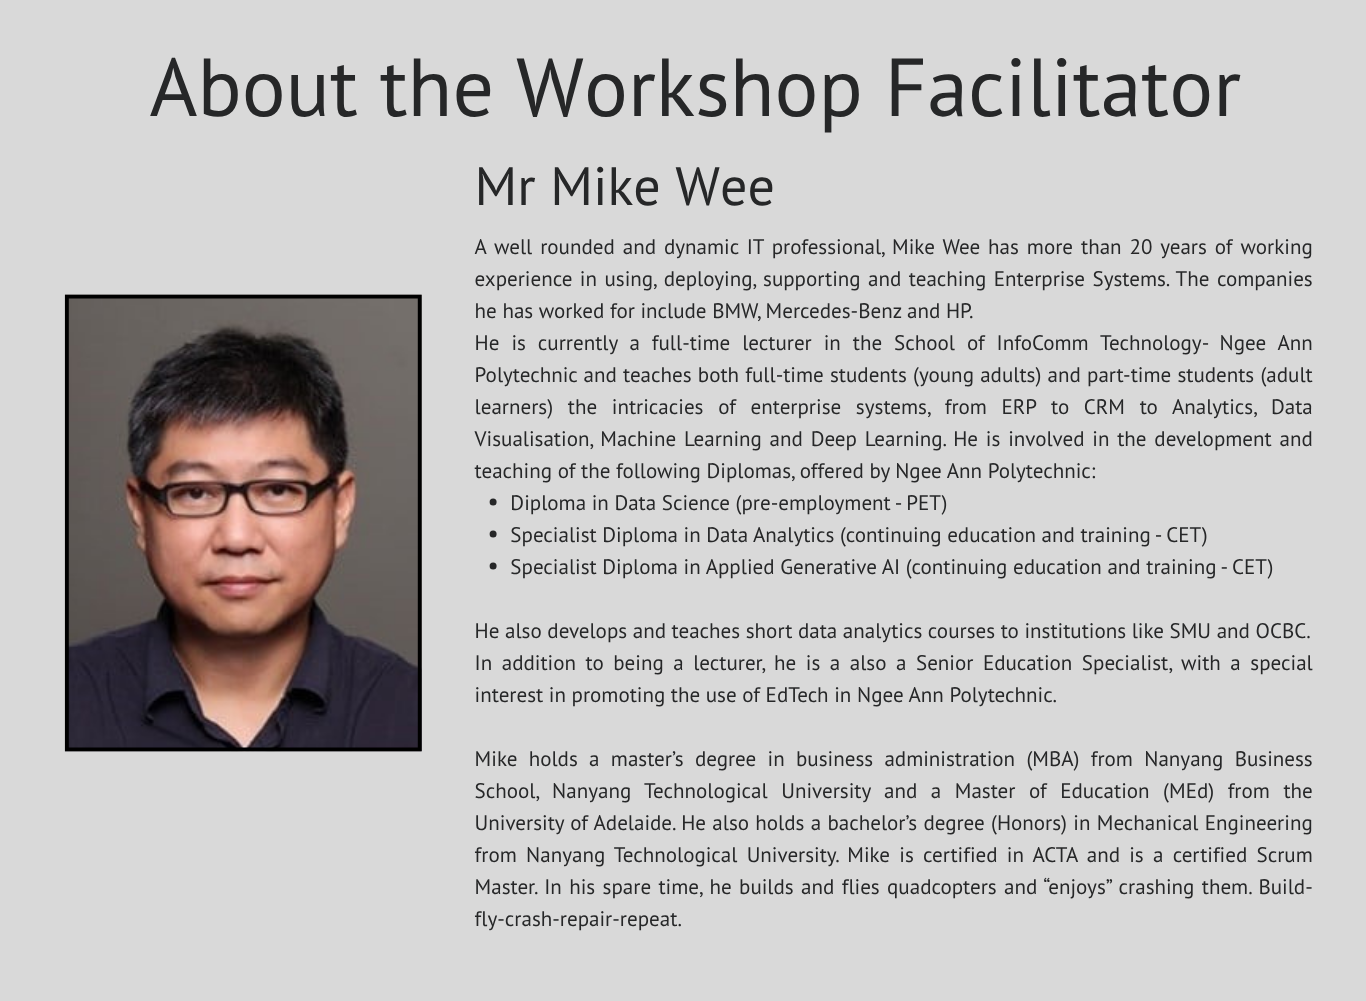 About the Workshop Facilitator
Mr Mike Wee
A well rounded and dynamic IT professional, Mike Wee has more than 20 years of working
experience in using, deploying, supporting and teaching Enterprise Systems. The companies
he has worked for include BMW, Mercedes-Benz and HP.
He is currently a full-time lecturer in the School of InfoComm Technology- Ngee Ann
Polytechnic and teaches both full-time students (young adults) and part-time students (adult
learners) the intricacies of enterprise systems, from ERP to CRM to Analytics, Data
Visualisation, Machine Learning and Deep Learning. He is involved in the development and
teaching of the following Diplomas, offered by Ngee Ann Polytechnic:
• Diploma in Data Science (pre-employment - PET)
• Specialist Diploma in Data Analytics (continuing education and training - CET)
• Specialist Diploma in Applied Generative AI (continuing education and training - CET)
He also develops and teaches short data analytics courses to institutions like SMU and OCBC.
In addition to being a lecturer, he is a also a Senior Education Specialist, with a special
interest in promoting the use of EdTech in Ngee Ann Polytechnic.
Mike holds a master’s degree in business administration (MBA) from Nanyang Business
School, Nanyang Technological University and a Master of Education (MEd) from the
University of Adelaide. He also holds a bachelor’s degree (Honors) in Mechanical Engineering
from Nanyang Technological University. Mike is certified in ACTA and is a certified Scrum
Master. In his spare time, he builds and flies quadcopters and “enjoys” crashing them. Build-
fly-crash-repair-repeat.